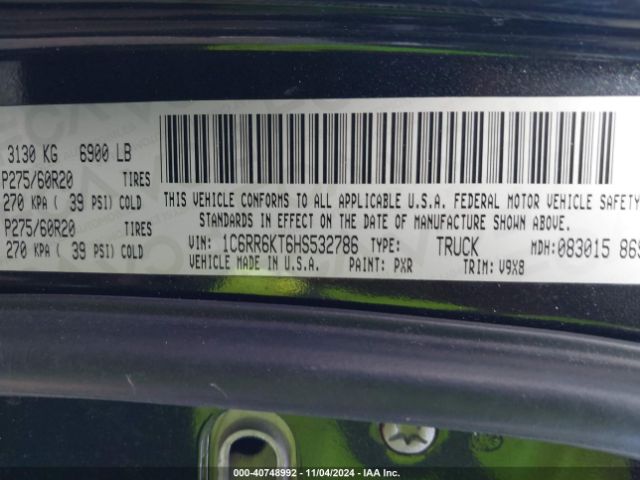 3130 KG 6900 LB
P275/60R20 TIRES
270 KPA ( 39 PSI) COLD
P275/60R20 TIRES
270 KPA ( 39 PSI) COLD
THIS VEHICLE CONFORMS TO ALL APPLICABLE U.S.A. FEDERAL MOTOR VEHICLE SAFETY
STANDARDS IN EFFECT ON THE DATE OF MANUFACTURE SHOWN ABOVE.
VIN: 1C6RR6KT6HS532786 TYPE: TRUCK MDH: 083015 869
VEHICLE MADE IN U.S.A. PAINT: PXR TRIM: V9X8
00-40748992 - 11/04/2024 - IAA Inc.